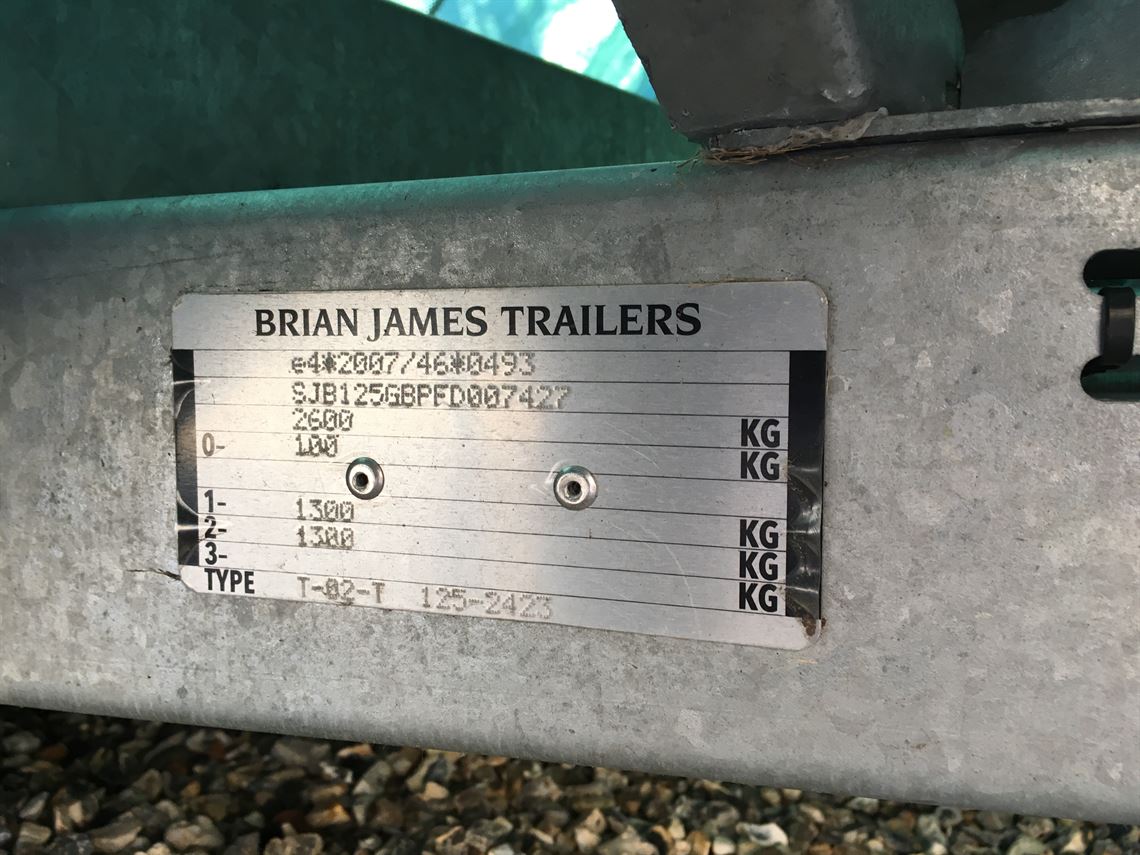 BRIAN JAMES TRAILERS
e4*2007/46*0493
SJB125GBPFD007427
2600 KG
0- 100 KG
1- 1300 KG
2- 1300 KG
3- KG
TYPE T-02-T 125-2423